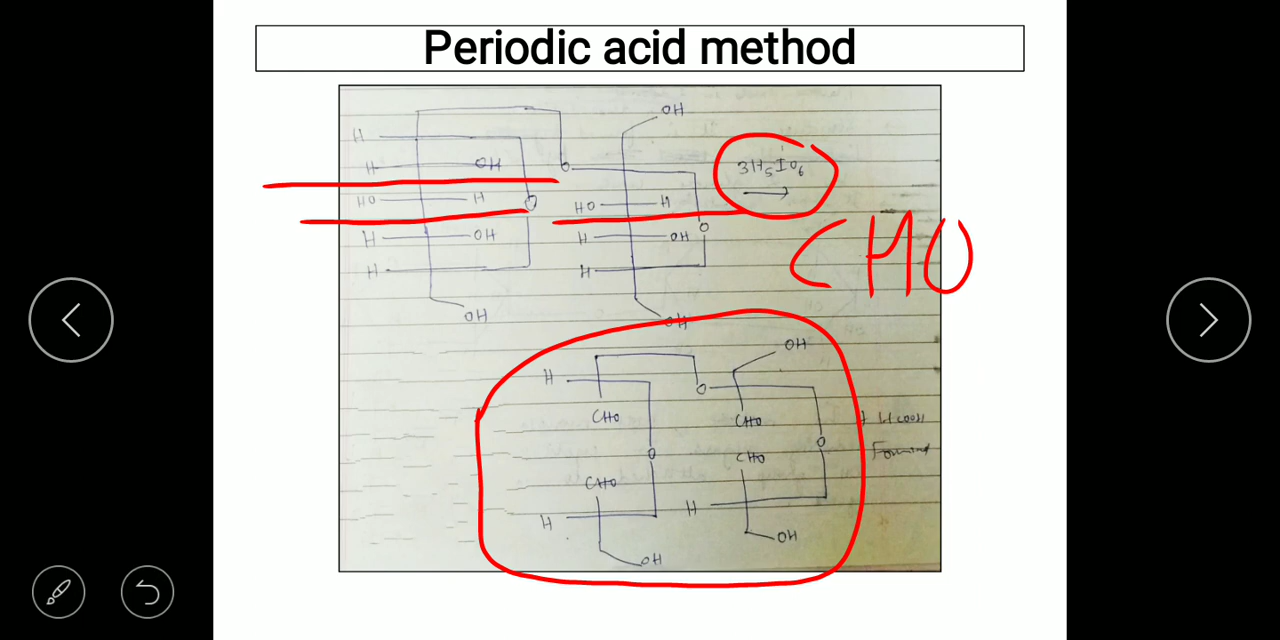 Periodic acid method
OH
H
H OH O 3H5IO6
HO H O HO H
H OH H OH O
H H
OH OH
OH
H O
CHO CHO
+ HCOOH
O O
CHO CHO
H H
OH OH
CHO